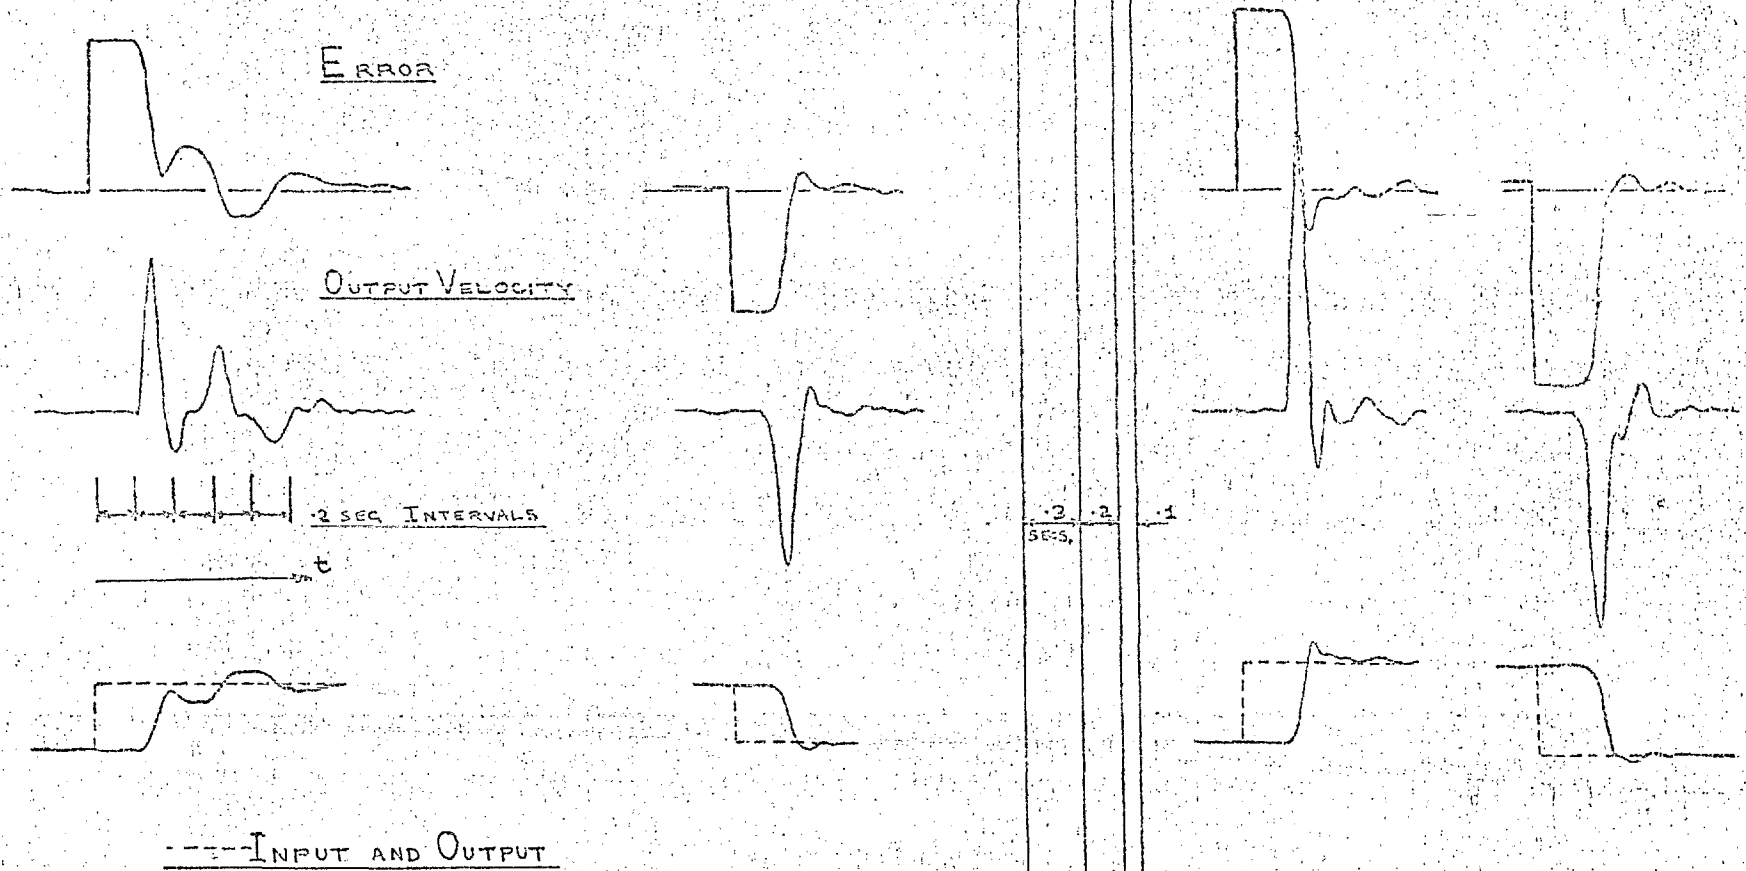 ERROR
OUTPUT VELOCITY
.2 SEC INTERVALS
t
.3 .2 .1
SECS.
INPUT AND OUTPUT